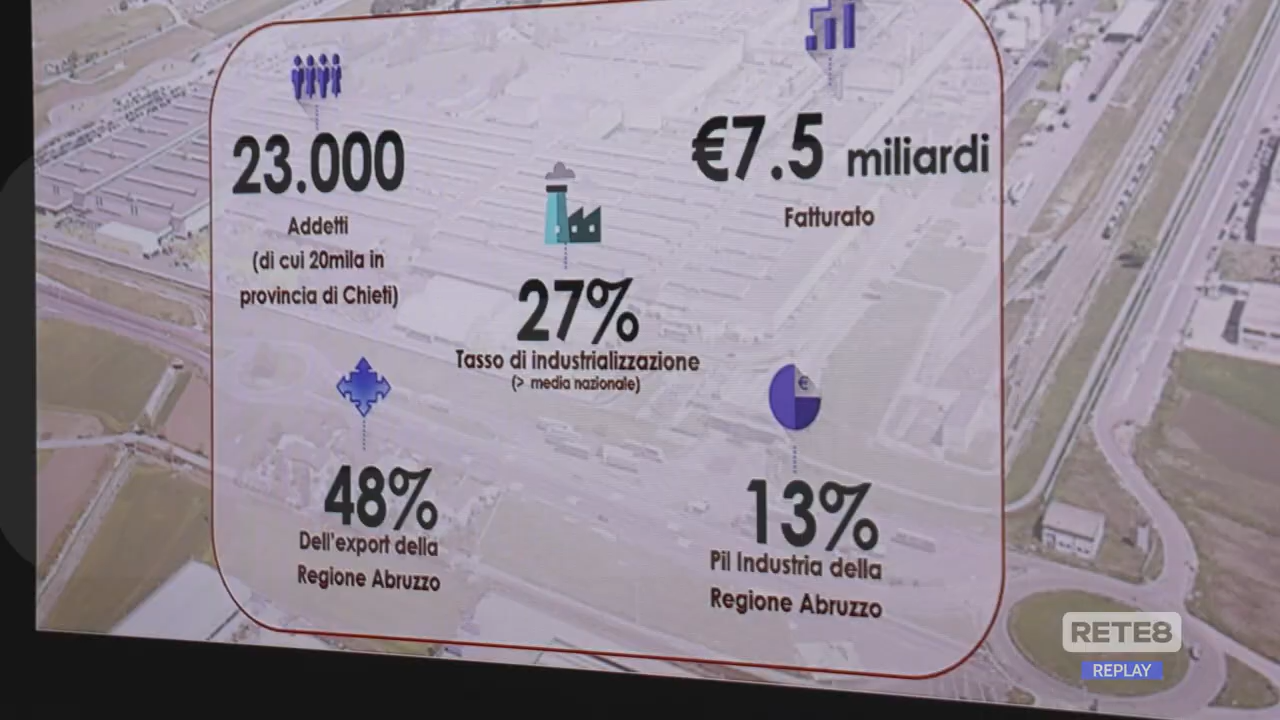 23.000
Addetti
(di cui 20mila in
provincia di Chieti)
€7.5 miliardi
Fatturato
27%
Tasso di industrializzazione
(> media nazionale)
48%
Dell'export della
Regione Abruzzo
€
13%
Pil Industria della
Regione Abruzzo
RETE8
REPLAY